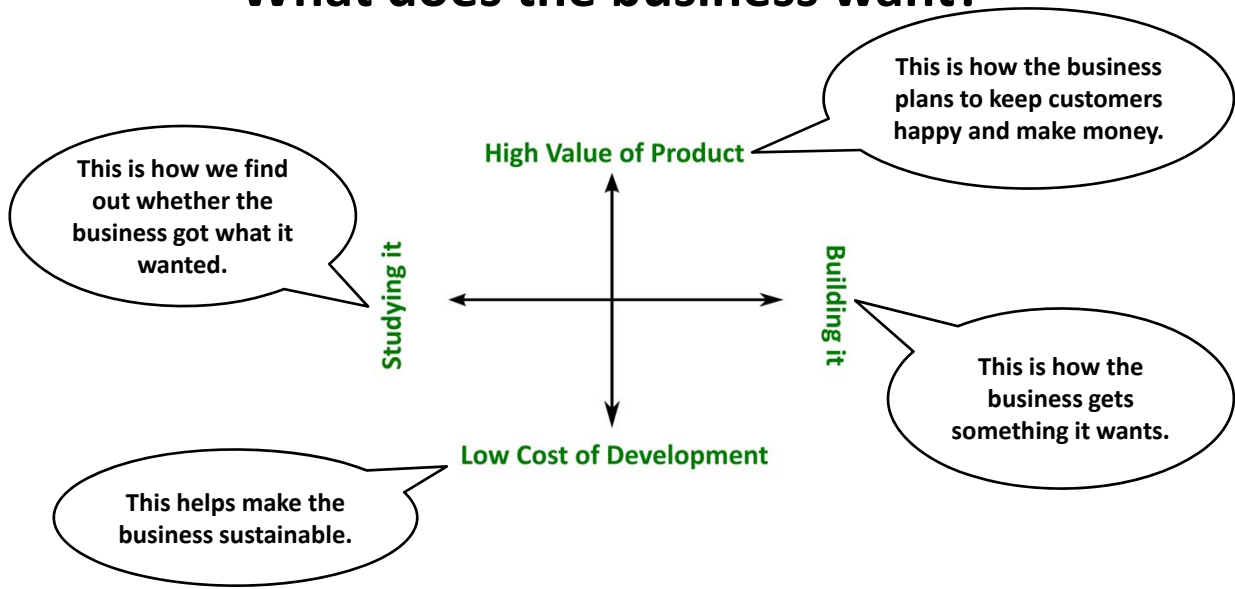 What does the business want?
This is how the business
plans to keep customers
happy and make money.
High Value of Product
This is how we find
out whether the
business got what it
wanted.
Studying it
Building it
This is how the
business gets
something it wants.
Low Cost of Development
This helps make the
business sustainable.